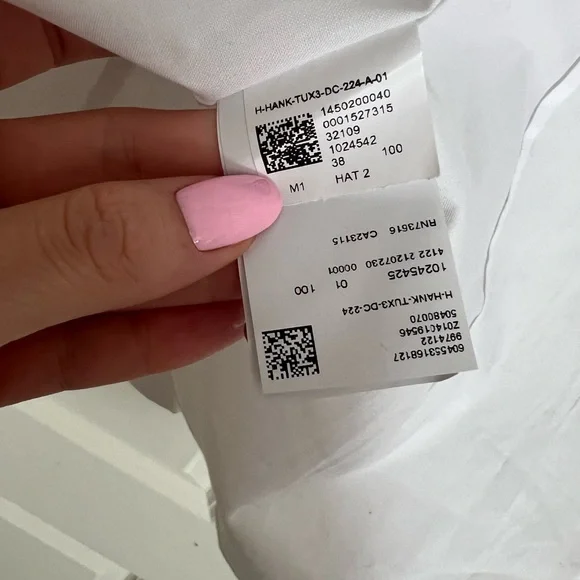 H-HANK-TUX3-DC-224-A-01
1450200040
0001527315
32109
1024542
38 100
M1 HAT 2
RN73616 CA23115
4122 21207230 00001
10245425 01 100
H-HANK-TUX3-DC-224
50480070
Z014C19546
9974122
604553168127